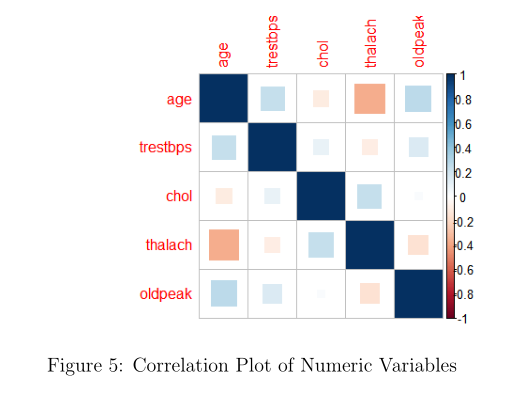 age
trestbps
chol
thalach
oldpeak
age
trestbps
chol
thalach
oldpeak
1
0.8
0.6
0.4
0.2
0
-0.2
-0.4
-0.6
-0.8
-1
Figure 5: Correlation Plot of Numeric Variables